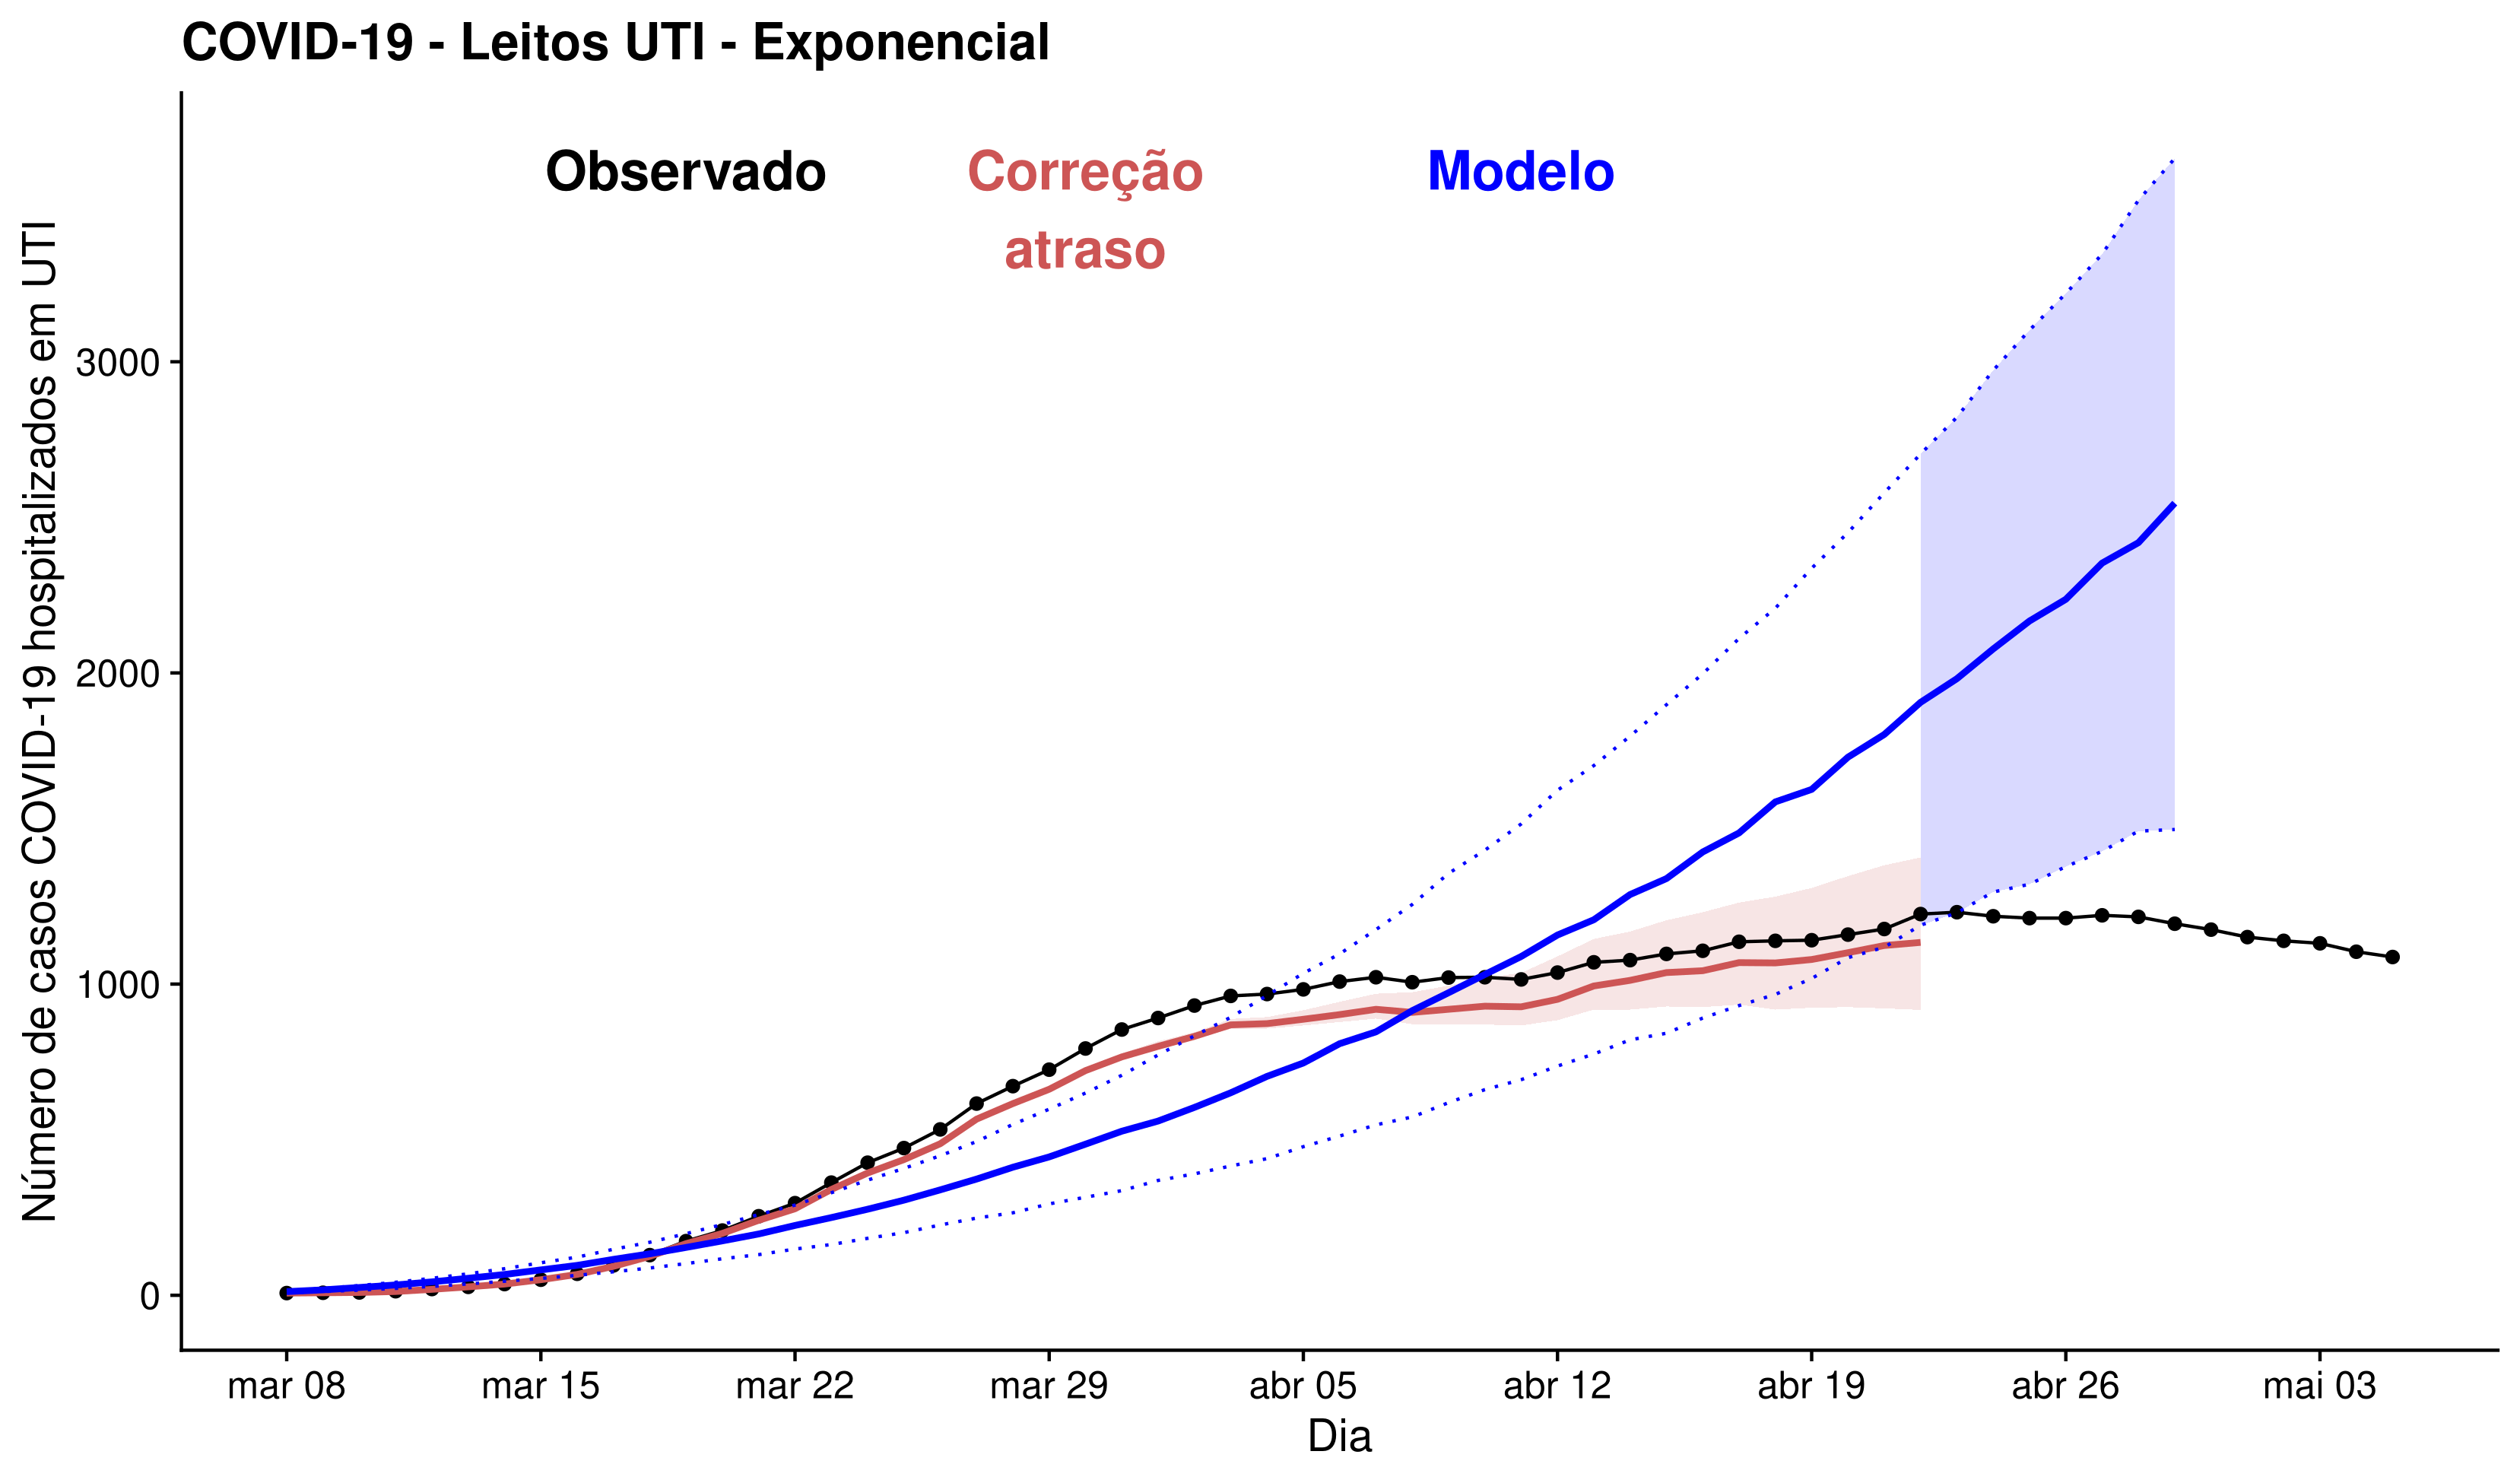 COVID-19 - Leitos UTI - Exponencial
Observado
Correção
atraso
Modelo
Número de casos COVID-19 hospitalizados em UTI
3000
2000
1000
0
mar 08
mar 15
mar 22
mar 29
abr 05
abr 12
abr 19
abr 26
mai 03
Dia